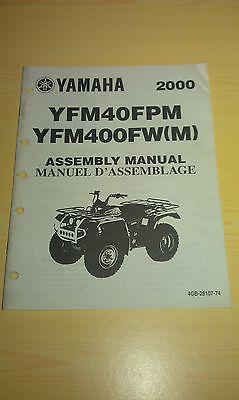 YAMAHA 2000
YFM40FPM
YFM400FW(M)
ASSEMBLY MANUAL
MANUEL D'ASSEMBLAGE
4GB-28107-74